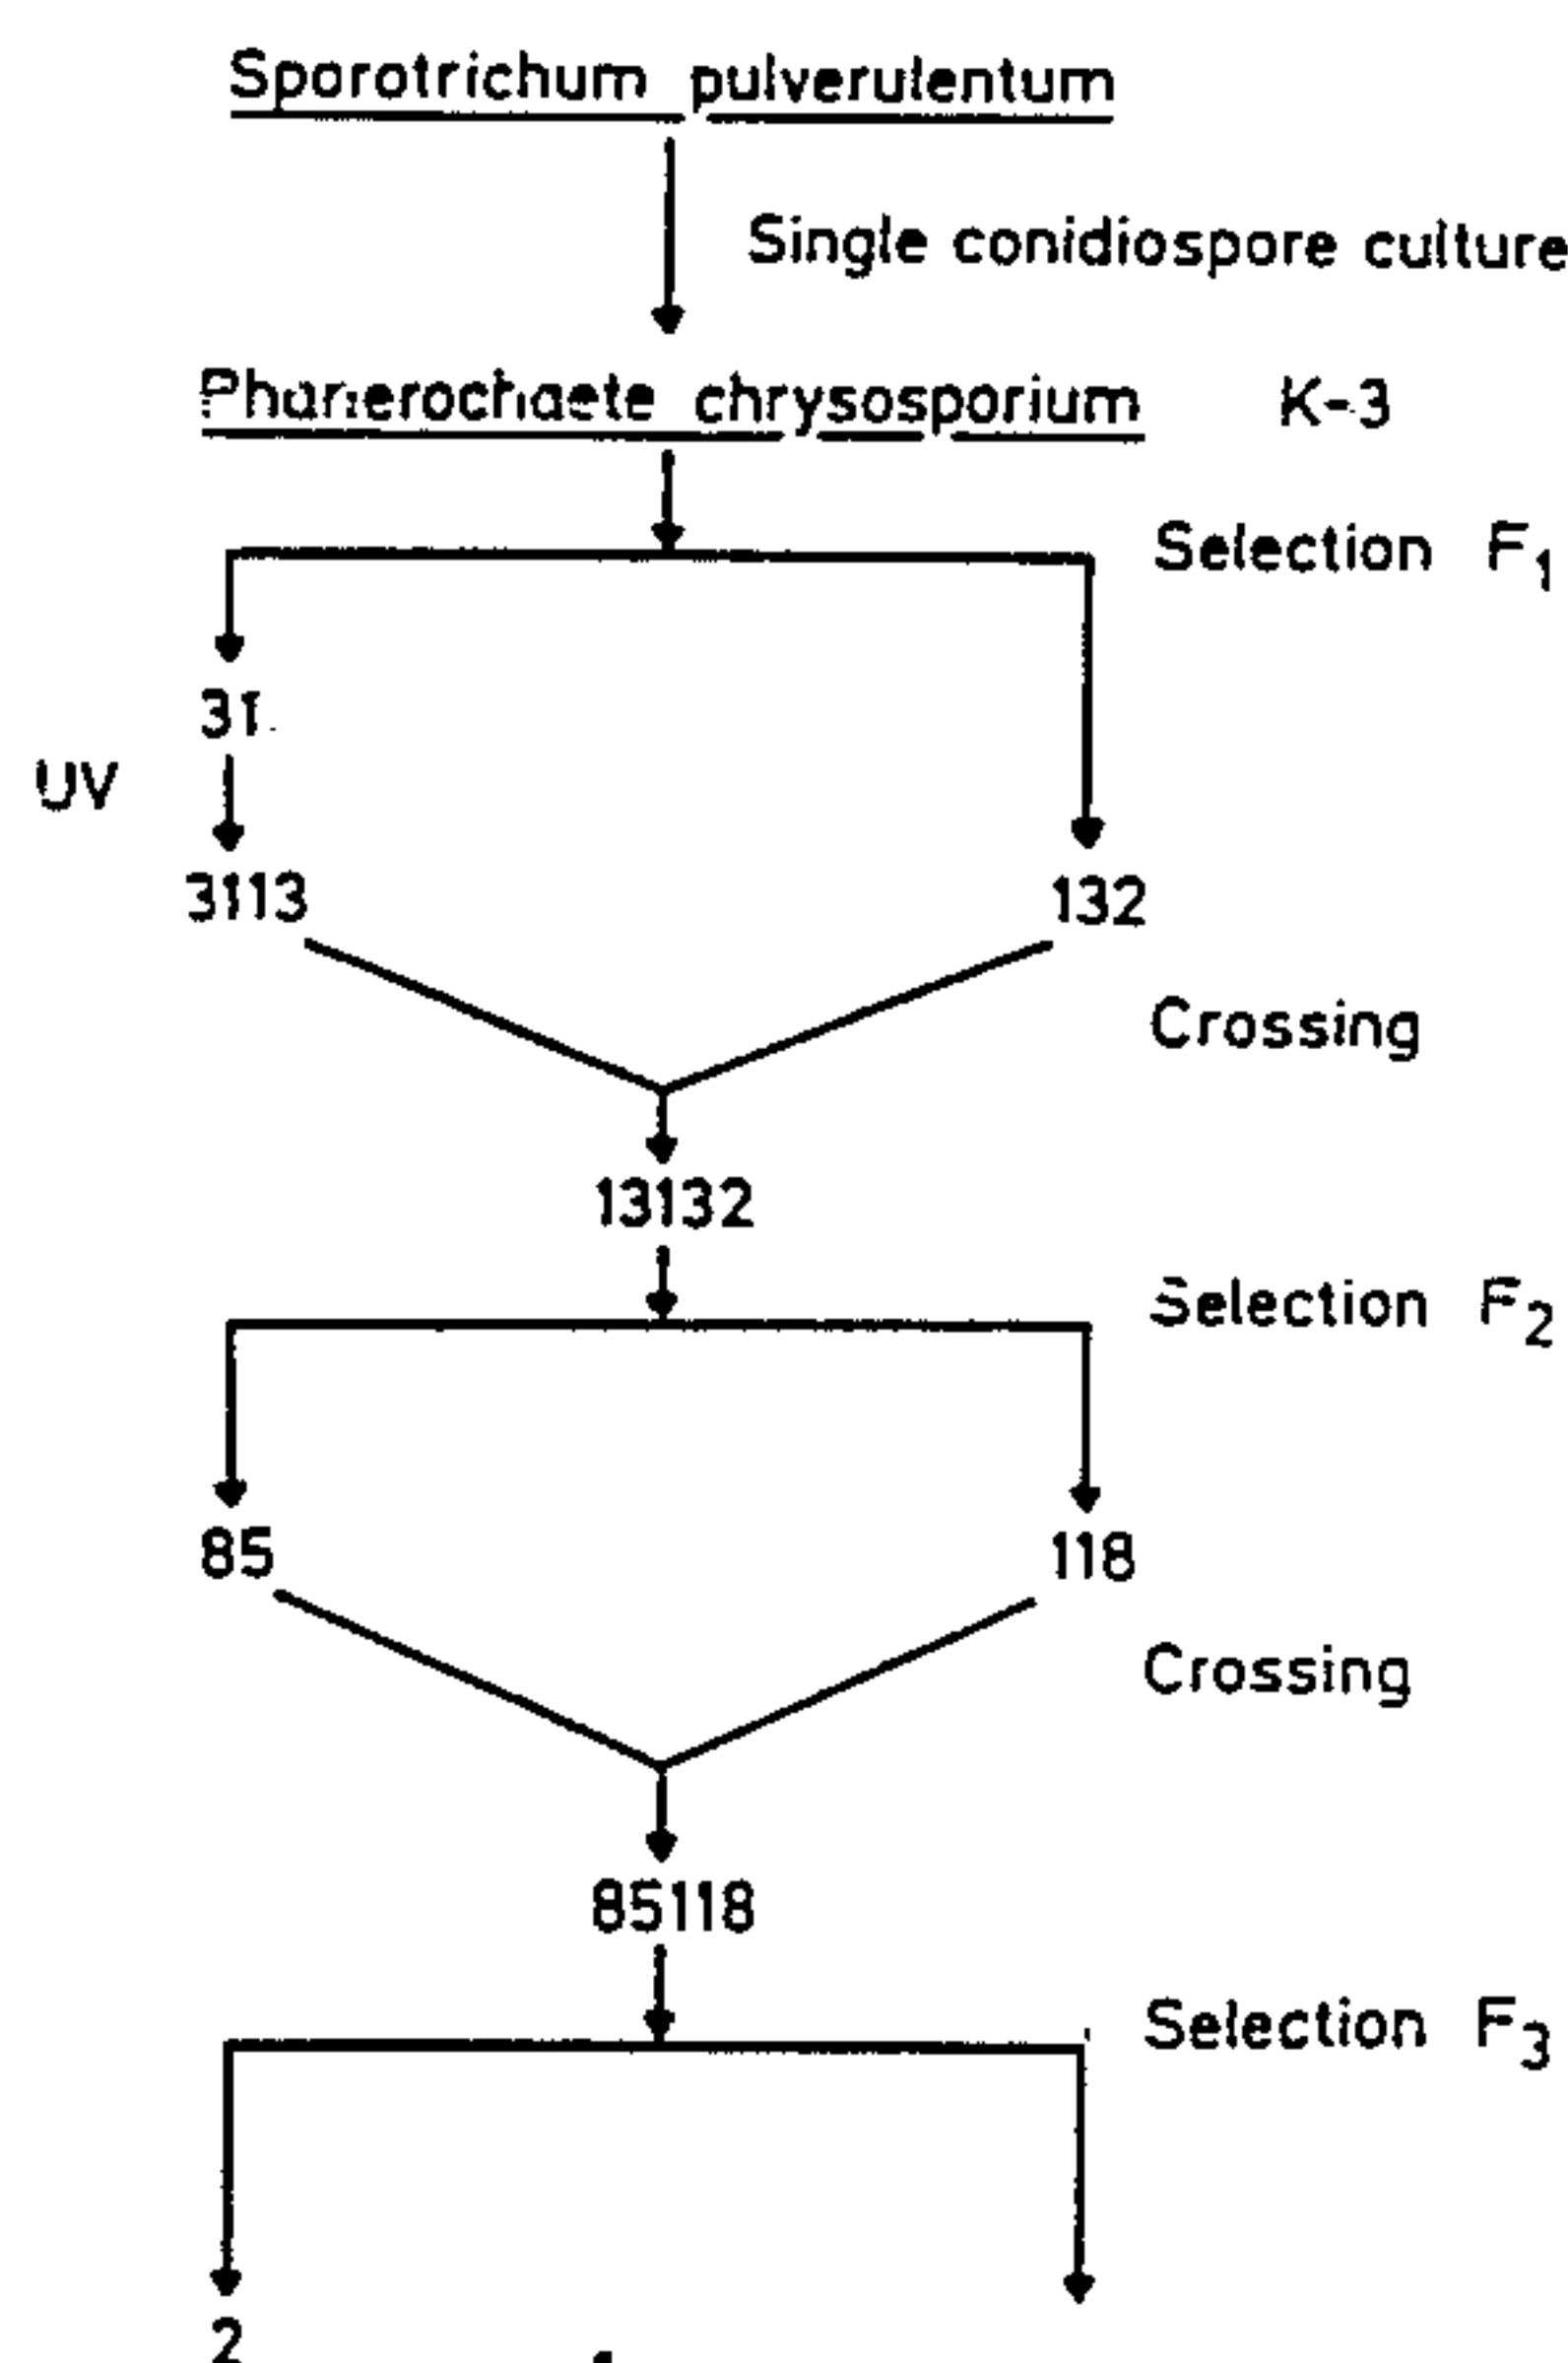 Sporotrichum pulverulentum
Single conidiospore culture
Phanerochaete chrysosporium K-3
Selection F1
31
UV
3113 132
Crossing
13132
Selection F2
85 118
Crossing
85118
Selection F3
2